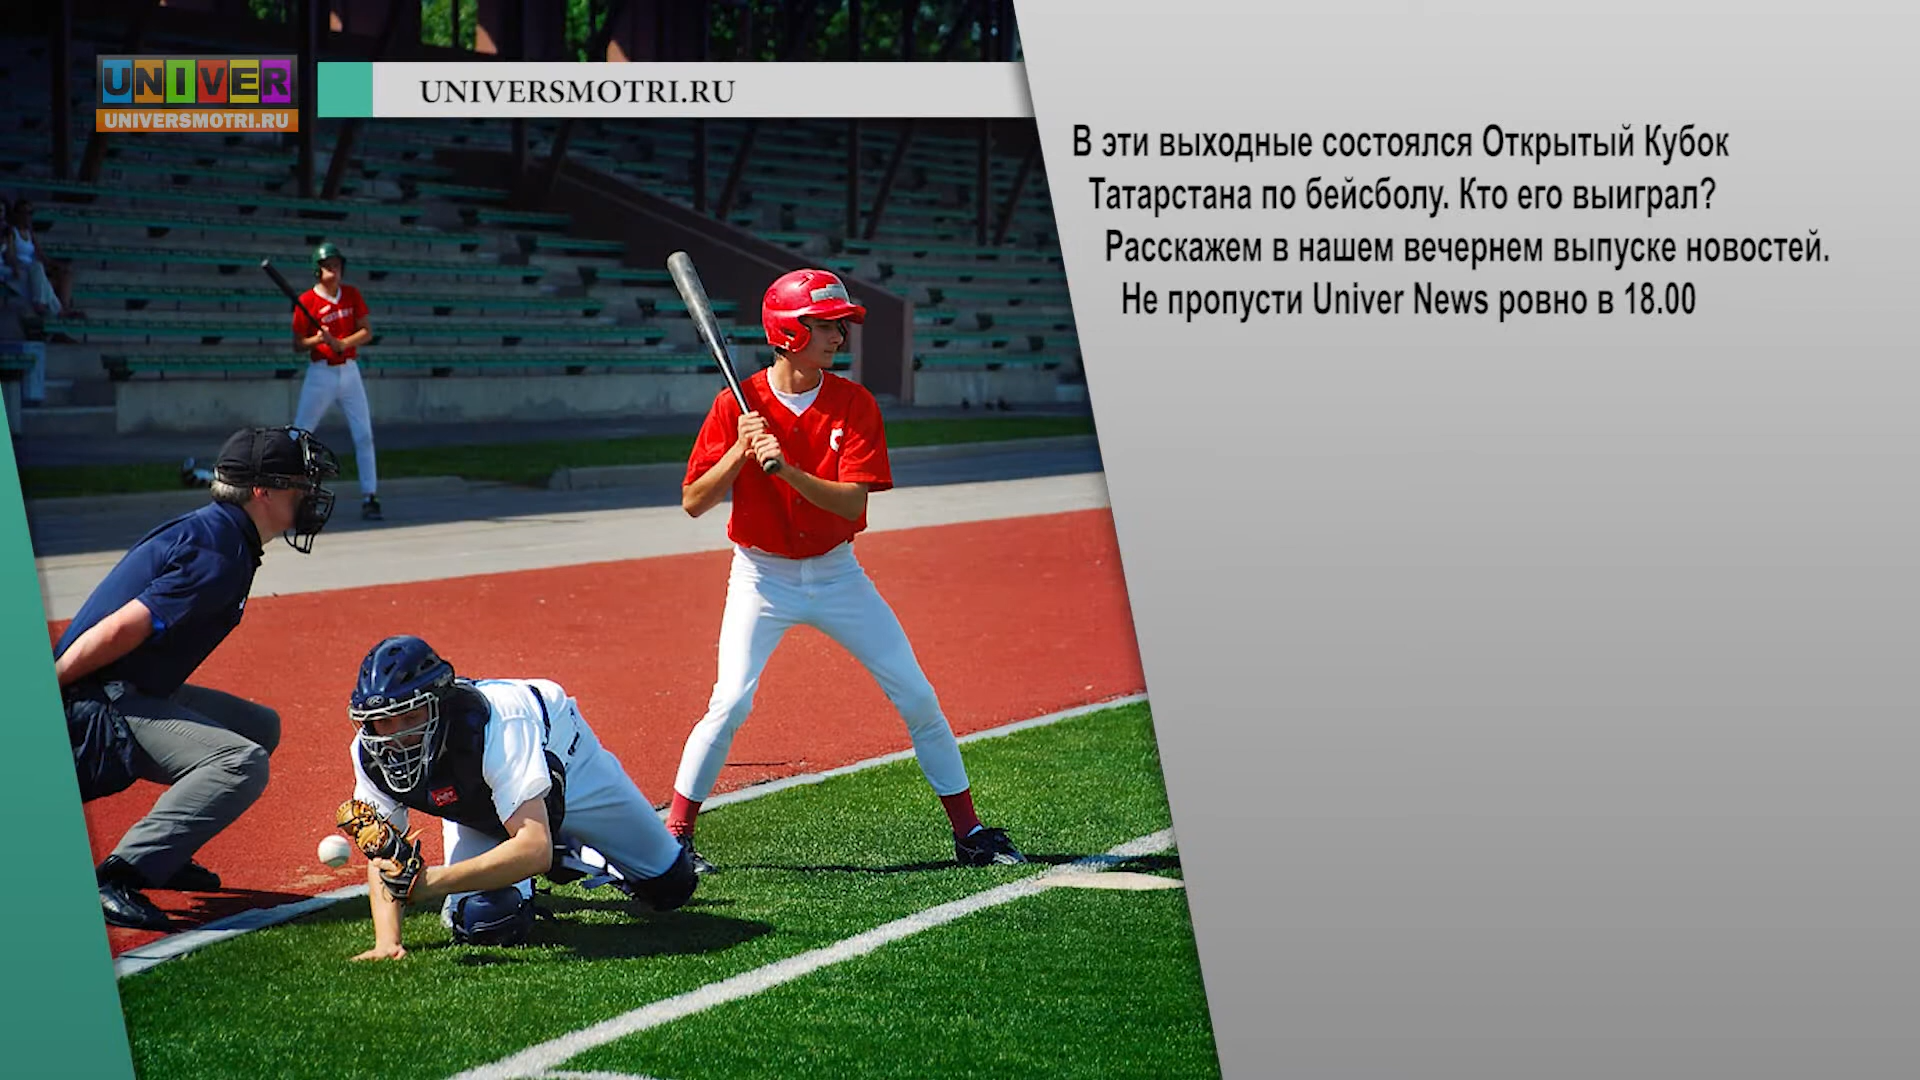 UNIVER
UNIVERSMOTRI.RU
UNIVERSMOTRI.RU
В эти выходные состоялся Открытый Кубок
Татарстана по бейсболу. Кто его выиграл?
Расскажем в нашем вечернем выпуске новостей.
Не пропусти Univer News ровно в 18.00